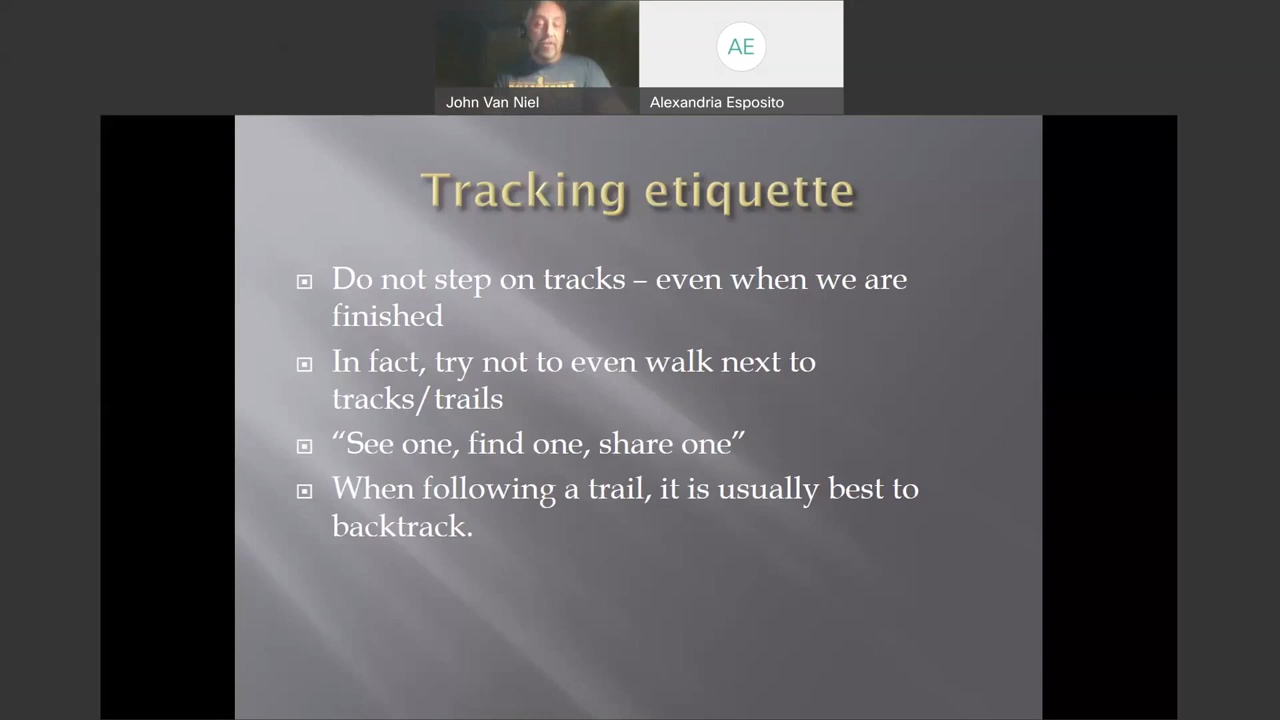 AE
John Van Niel
Alexandria Esposito
Tracking etiquette
Do not step on tracks – even when we are
finished
In fact, try not to even walk next to
tracks/trails
“See one, find one, share one”
When following a trail, it is usually best to
backtrack.